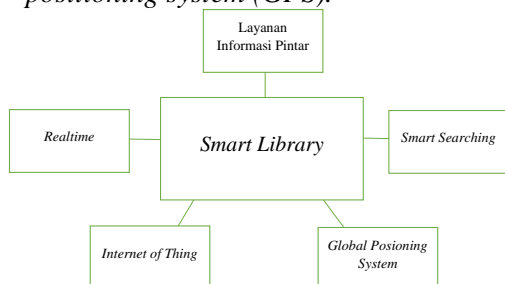 positioning system (GPS).
Layanan
Informasi Pintar
Realtime
Smart Library
Smart Searching
Internet of Thing
Global Posioning
System